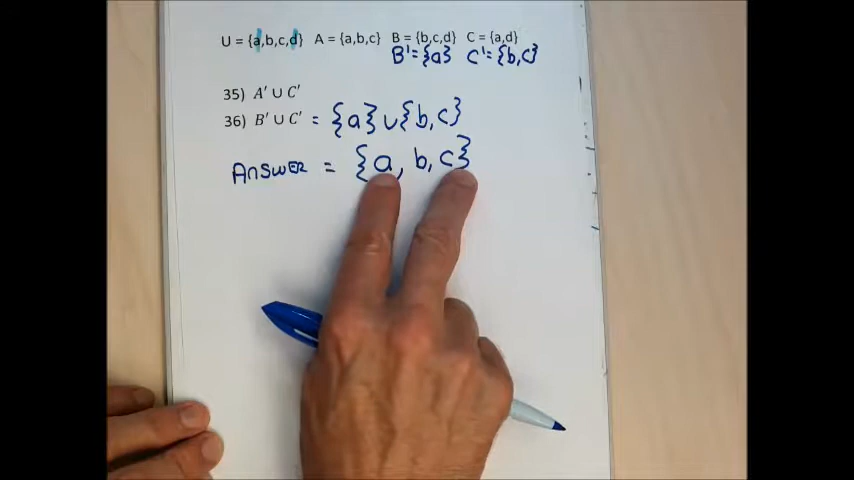 U = {a,b,c,d} A = {a,b,c} B = {b,c,d} C = {a,d}
B' = {a} C' = {b,c}
35) A′ ∪ C′
36) B′ ∪ C′ = {a} ∪ {b,c}
Answer = {a, b, c}